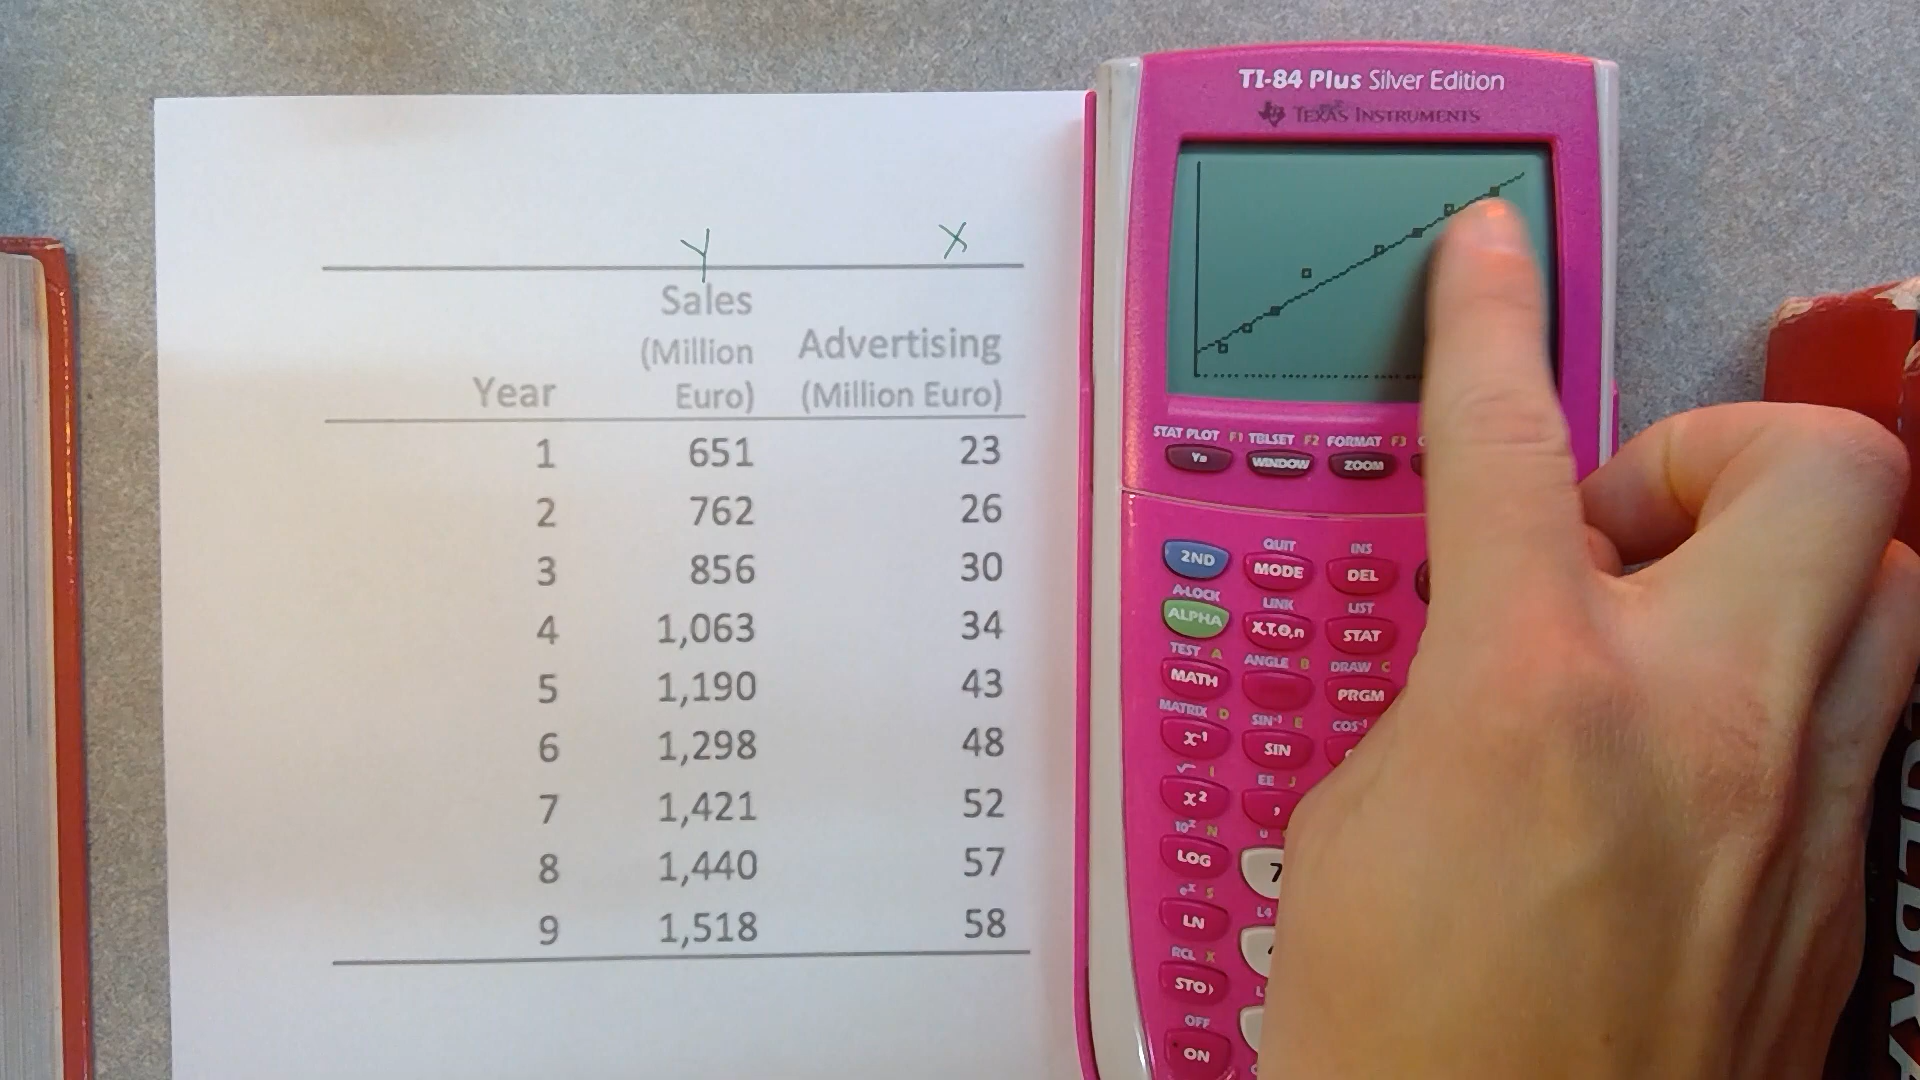 Y X
Sales
(Million Advertising
Year Euro) (Million Euro)
1 651 23
2 762 26
3 856 30
4 1,063 34
5 1,190 43
6 1,298 48
7 1,421 52
8 1,440 57
9 1,518 58
TI-84 Plus Silver Edition
TEXAS INSTRUMENTS
STAT PLOT F1 TBLSET F2 FORMAT F3
Y= WINDOW ZOOM
QUIT INS
2ND MODE DEL
A-LOCK LINK LIST
ALPHA X,T,Θ,n STAT
TEST A ANGLE B DRAW C
MATH PRGM
MATRIX D SIN⁻¹ E COS⁻¹
x⁻¹ SIN
√ I EE J
x² ,
10ˣ N u
LOG 7
eˣ S L4
LN
RCL X
STO›
OFF
ON